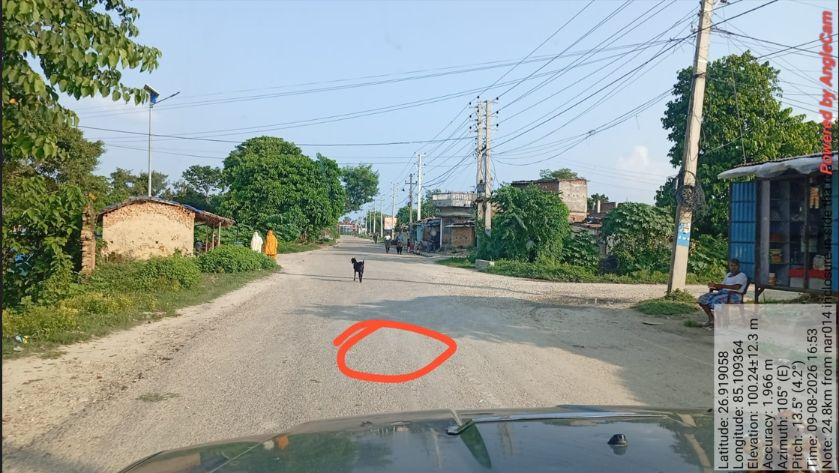 Powered by AngleCam
Latitude: 26.919058
Longitude: 85.109364
Elevation: 100.24±12.3 m
Accuracy: 1.966 m
Azimuth: 105° (E)
Pitch: -13.5° (4.2°)
Time: 09-08-2026 16:53
Note: 24.8km from nar014.in